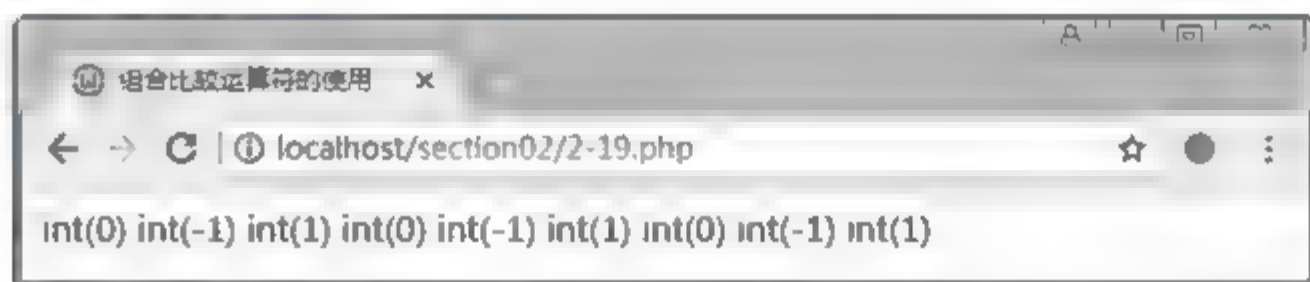 组合比较运算符的使用
localhost/section02/2-19.php
int(0) int(-1) int(1) int(0) int(-1) int(1) int(0) int(-1) int(1)